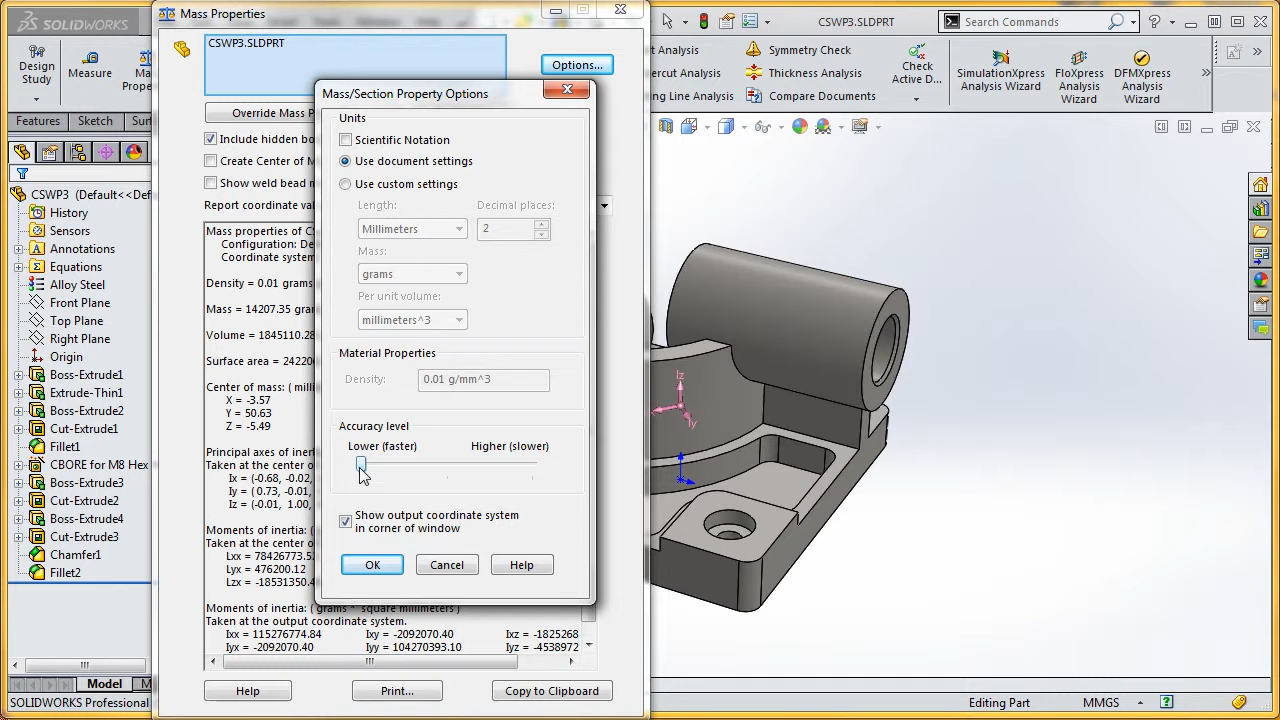 SOLIDWORKS
Mass Properties
CSWP3.SLDPRT
Search Commands
CSWP3.SLDPRT
Options...
Design
Study
Measure
Override Mass P
Include hidden bo
Create Center of M
Show weld bead m
Report coordinate va
Analysis
ercut Analysis
ing Line Analysis
Symmetry Check
Thickness Analysis
Compare Documents
Check
Active D...
SimulationXpress
Analysis Wizard
FloXpress
Analysis
Wizard
DFMXpress
Analysis
Wizard
Features
Sketch
Mass/Section Property Options
Units
Scientific Notation
Use document settings
Use custom settings
Length:
Decimal places:
Millimeters
2
Mass:
grams
Per unit volume:
millimeters^3
Material Properties
Density:
0.01 g/mm^3
Accuracy level
Lower (faster)
Higher (slower)
Show output coordinate system
in corner of window
OK
Cancel
Help
CSWP3 (Default<<Def
History
Sensors
Annotations
Equations
Alloy Steel
Front Plane
Top Plane
Right Plane
Origin
Boss-Extrude1
Extrude-Thin1
Boss-Extrude2
Cut-Extrude1
Fillet1
CBORE for M8 Hex
Boss-Extrude3
Cut-Extrude2
Boss-Extrude4
Cut-Extrude3
Chamfer1
Fillet2
Mass properties of C
Configuration: De
Coordinate system
Density = 0.01 grams
Mass = 14207.35 gram
Volume = 1845110.28
Surface area = 24220
Center of mass: ( milli
X = -3.57
Y = 50.63
Z = -5.49
Principal axes of iner
Taken at the center o
Ix = (-0.68, -0.02
Iy = ( 0.73, -0.01
Iz = (-0.01, 1.00,
Moments of inertia: (
Taken at the center o
Lxx = 78426773.5
Lyx = 476200.12
Lzx = -18531350.4
Moments of inertia: ( grams * square millimeters )
Taken at the output coordinate system.
Ixx = 115276774.84 Ixy = -2092070.40 Ixz = -1825268
Iyx = -2092070.40 Iyy = 104270393.10 Iyz = -4538972
Help
Print...
Copy to Clipboard
Iz
Iy
Model
SOLIDWORKS Professional
Editing Part
MMGS